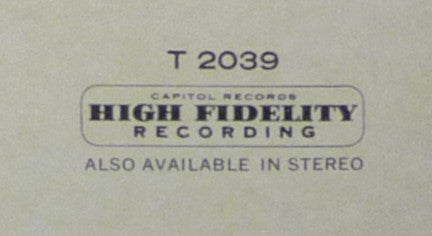 T 2039
CAPITOL RECORDS
HIGH FIDELITY
RECORDING
ALSO AVAILABLE IN STEREO